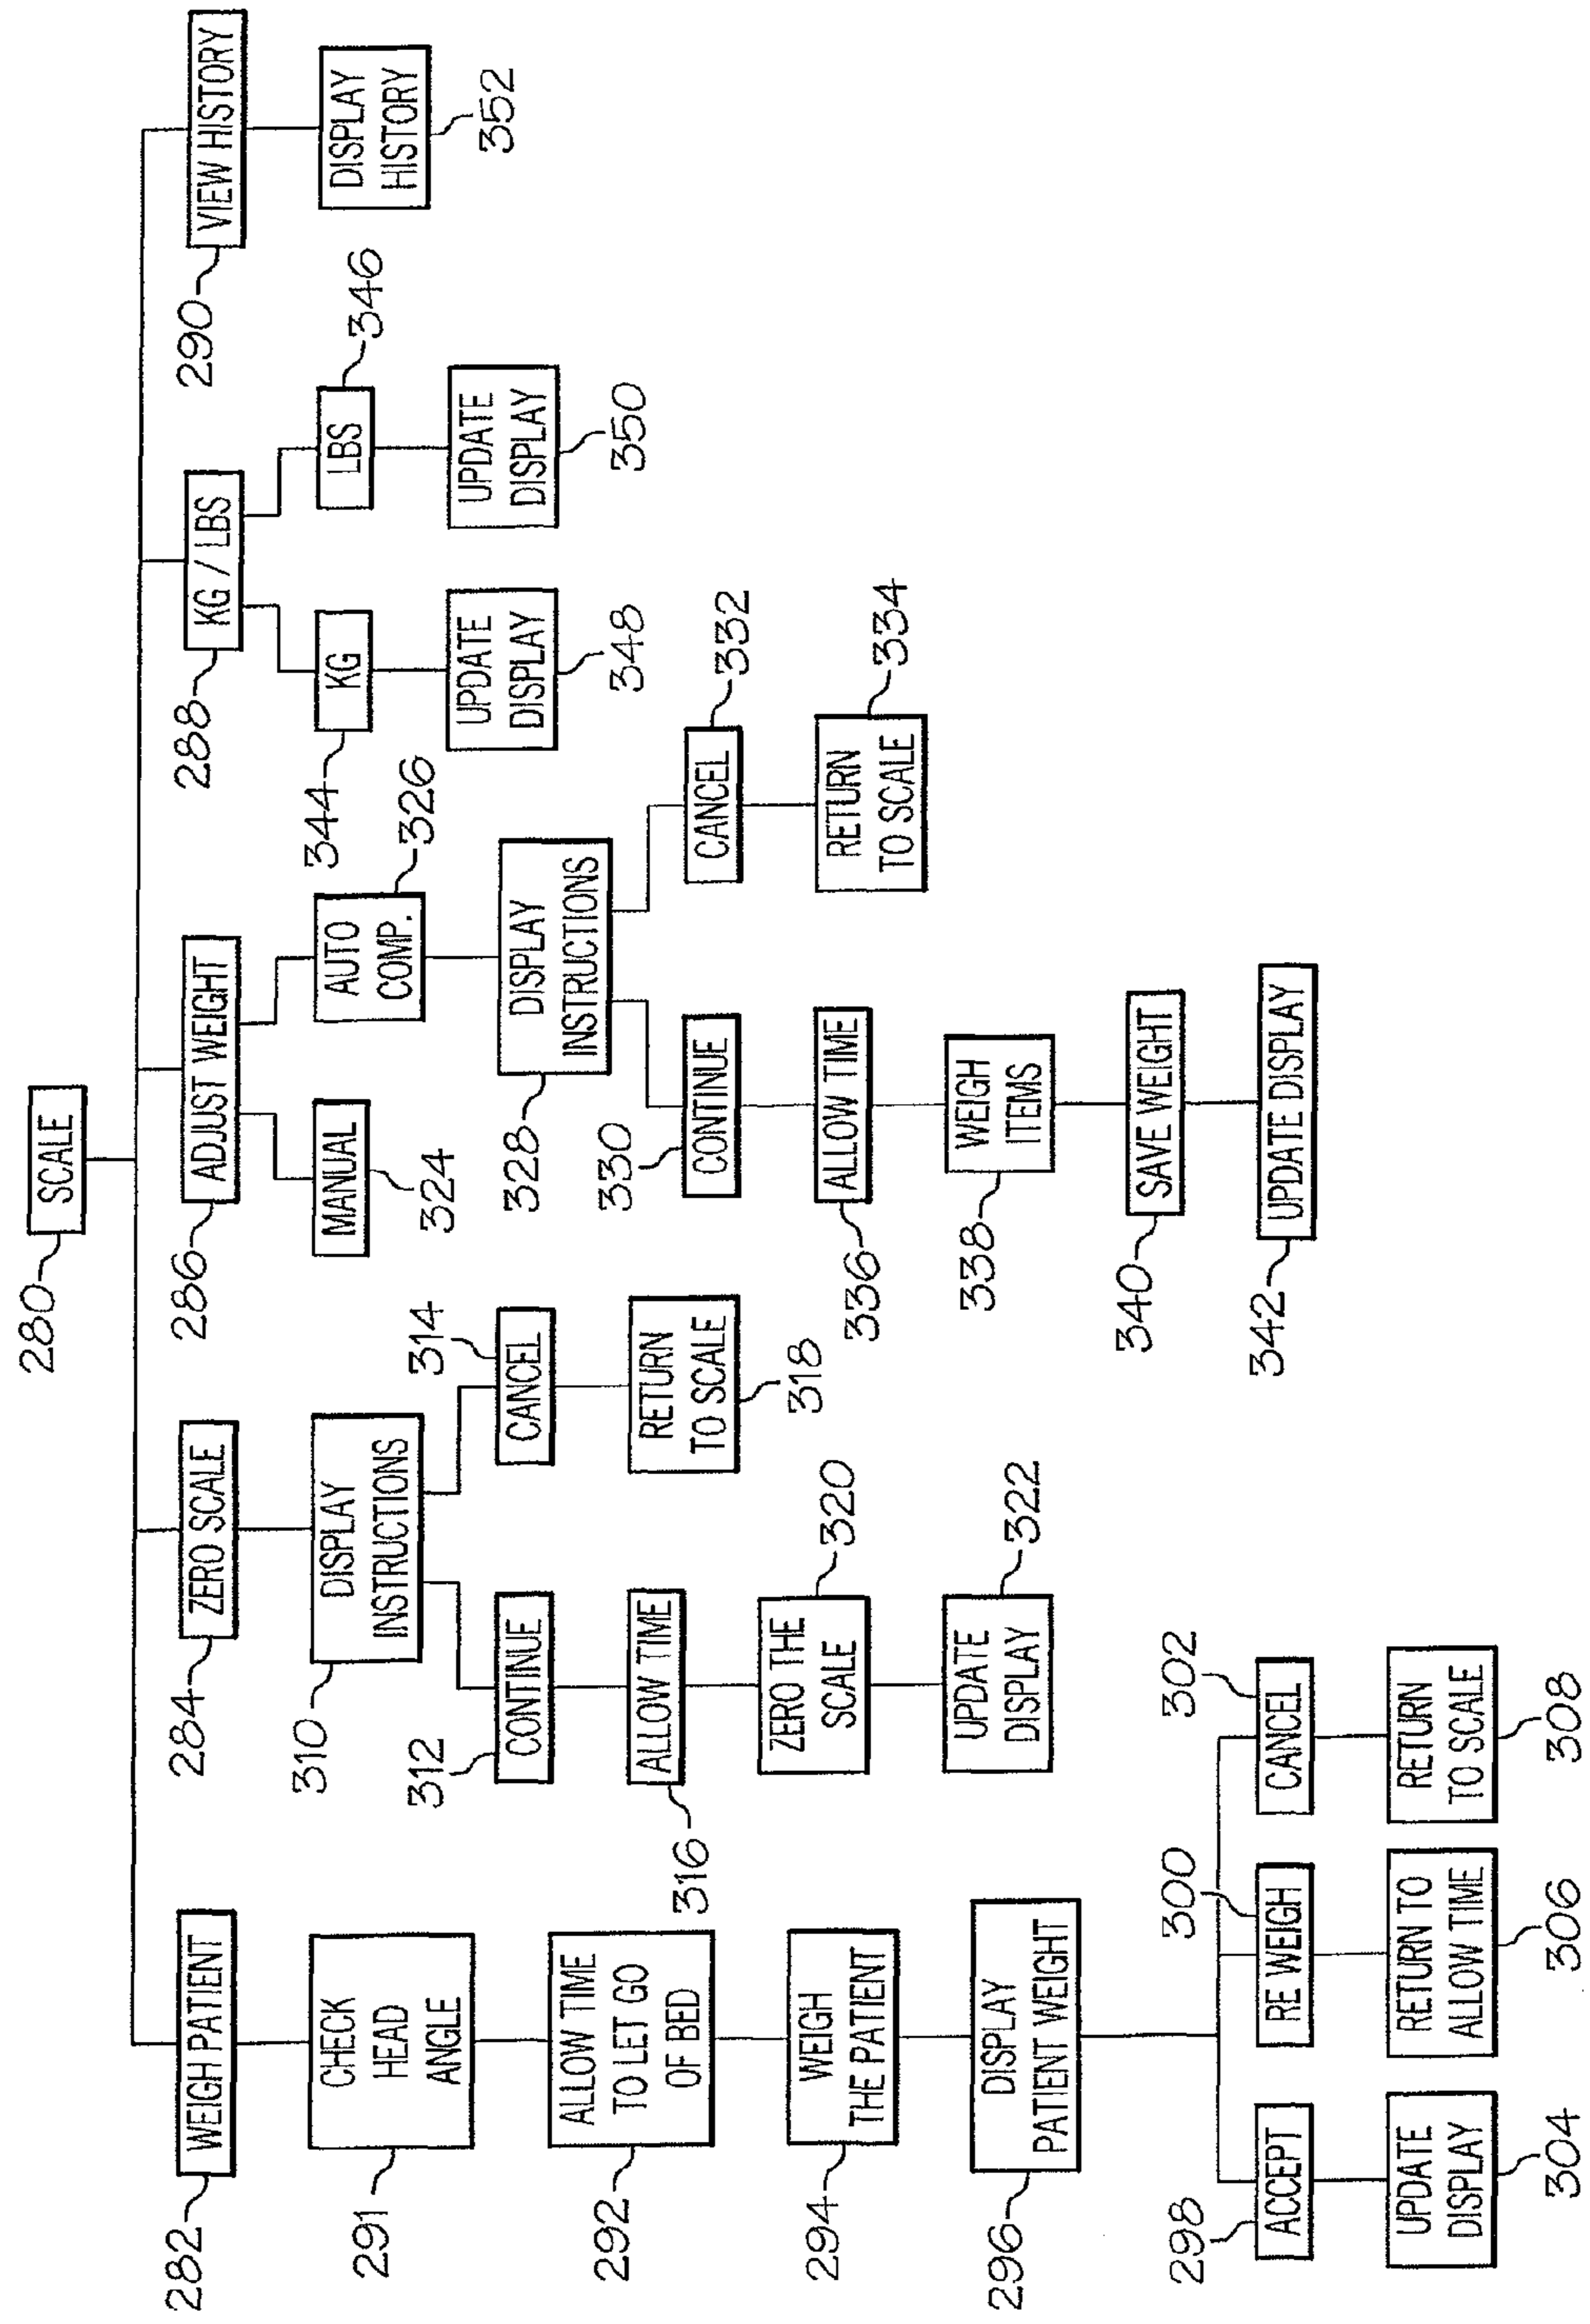 280
SCALE
282
WEIGH PATIENT
284
ZERO SCALE
286
ADJUST WEIGHT
288
KG / LBS
290
VIEW HISTORY
291
CHECK
HEAD
ANGLE
292
ALLOW TIME
TO LET GO
OF BED
294
WEIGH
THE PATIENT
296
DISPLAY
PATIENT WEIGHT
298
ACCEPT
300
RE WEIGH
302
CANCEL
UPDATE
DISPLAY
304
RETURN TO
ALLOW TIME
306
RETURN
TO SCALE
308
310
DISPLAY
INSTRUCTIONS
312
CONTINUE
314
CANCEL
316
ALLOW TIME
RETURN
TO SCALE
318
ZERO THE
SCALE
320
UPDATE
DISPLAY
322
MANUAL
324
AUTO
COMP.
326
328
DISPLAY
INSTRUCTIONS
330
CONTINUE
CANCEL
332
RETURN
TO SCALE
334
336
ALLOW TIME
338
WEIGH
ITEMS
340
SAVE WEIGHT
342
UPDATE DISPLAY
344
KG
LBS
346
UPDATE
DISPLAY
348
UPDATE
DISPLAY
350
DISPLAY
HISTORY
352